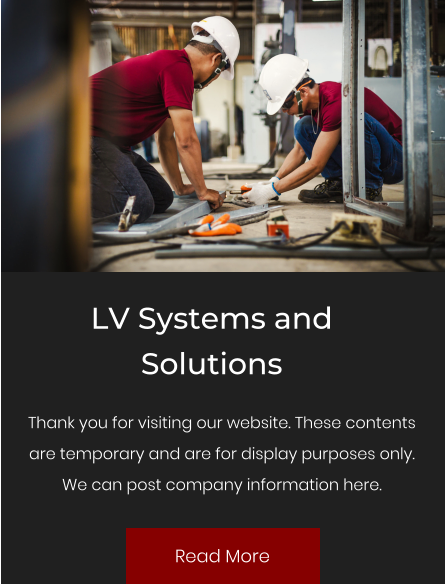 LV Systems and
Solutions
Thank you for visiting our website. These contents
are temporary and are for display purposes only.
We can post company information here.
Read More